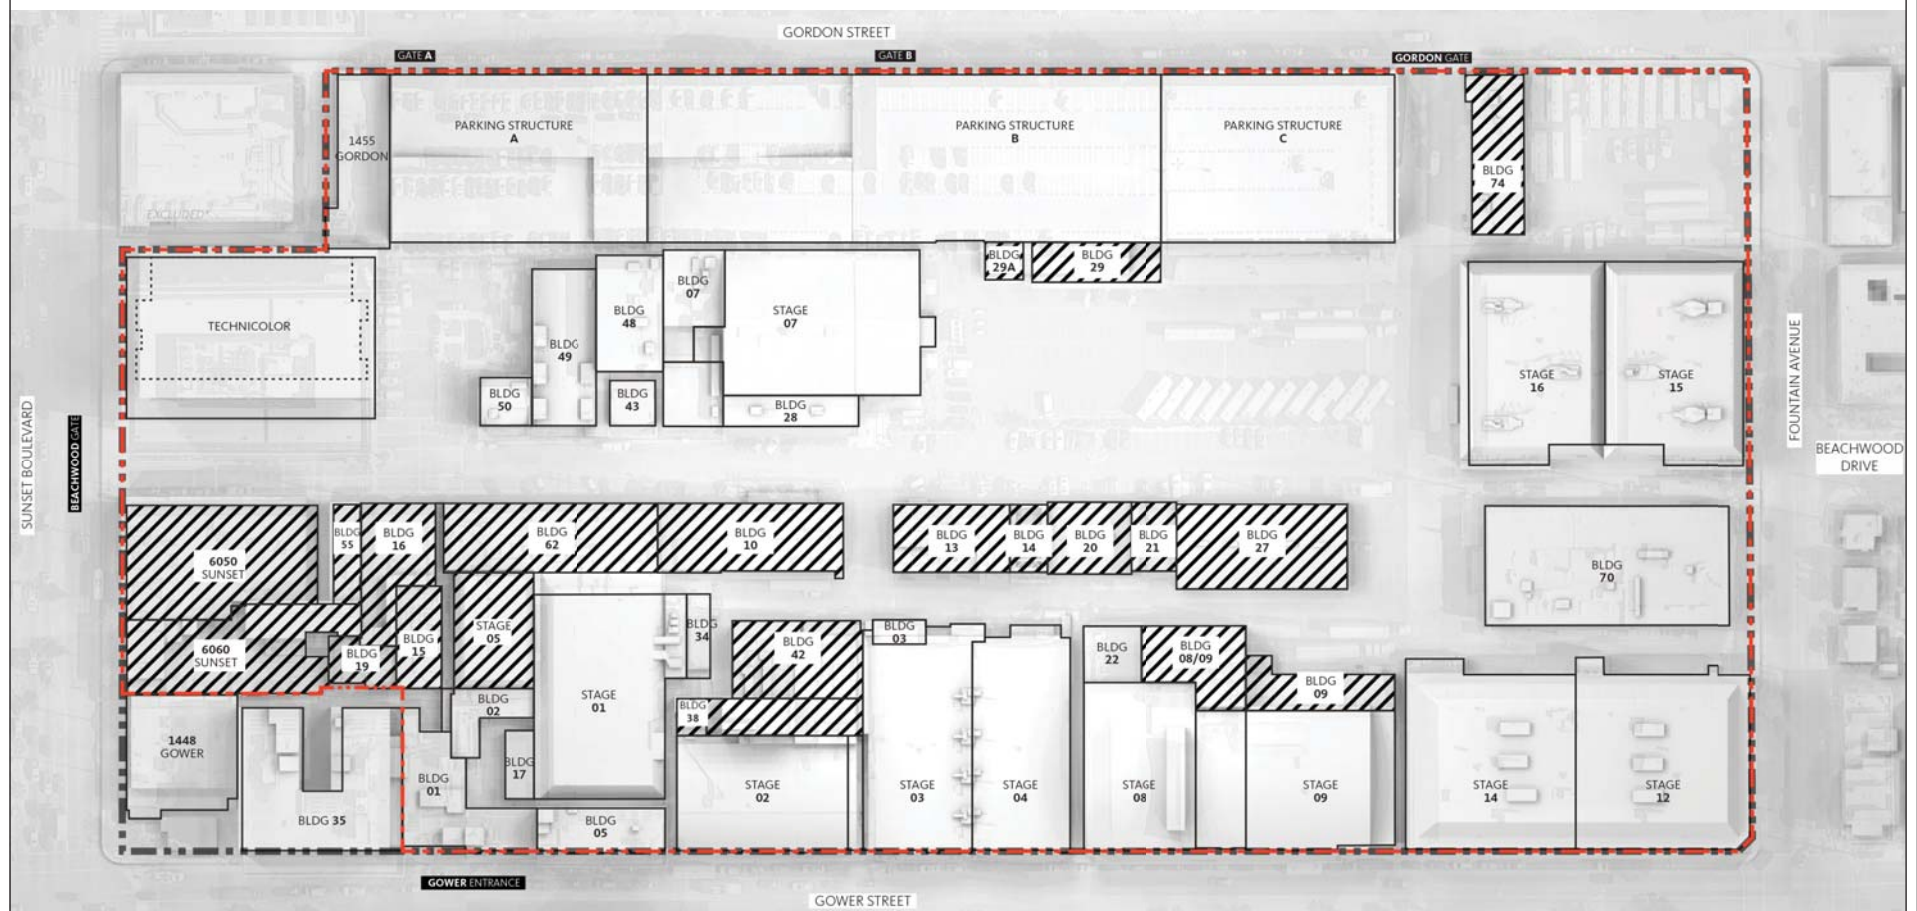 GORDON STREET
GATE A
GATE B
GORDON GATE
1455
GORDON
PARKING STRUCTURE
A
PARKING STRUCTURE
B
PARKING STRUCTURE
C
BLDG
74
EXCLUDED*
BLDG
29A
BLDG
29
TECHNICOLOR
BLDG
07
STAGE
07
BLDG
48
BLDG
49
BLDG
50
BLDG
43
BLDG
28
STAGE
16
STAGE
15
SUNSET BOULEVARD
BEACHWOOD GATE
FOUNTAIN AVENUE
BEACHWOOD
DRIVE
6050
SUNSET
BLDG
55
BLDG
16
BLDG
62
BLDG
10
BLDG
13
BLDG
14
BLDG
20
BLDG
21
BLDG
27
BLDG
70
6060
SUNSET
BLDG
19
BLDG
15
STAGE
05
BLDG
34
BLDG
42
BLDG
03
BLDG
22
BLDG
08/09
BLDG
09
1448
GOWER
BLDG 35
BLDG
02
BLDG
01
BLDG
17
STAGE
01
BLDG
05
BLDG
38
STAGE
02
STAGE
03
STAGE
04
STAGE
08
STAGE
09
STAGE
14
STAGE
12
GOWER ENTRANCE
GOWER STREET